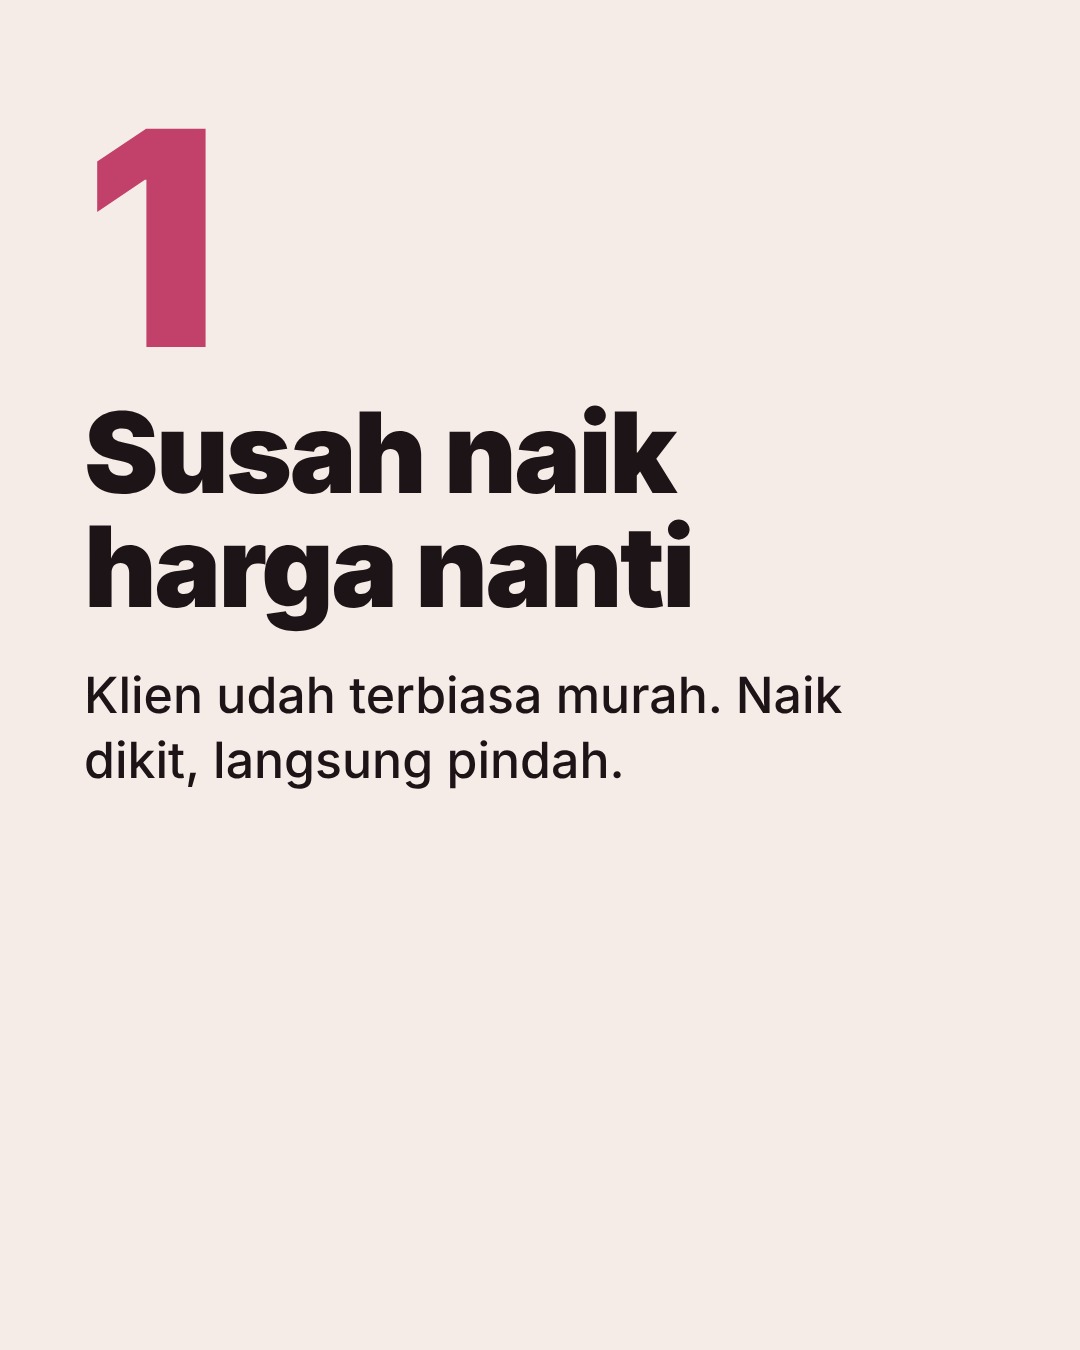 1
Susah naik
harga nanti
Klien udah terbiasa murah. Naik
dikit, langsung pindah.